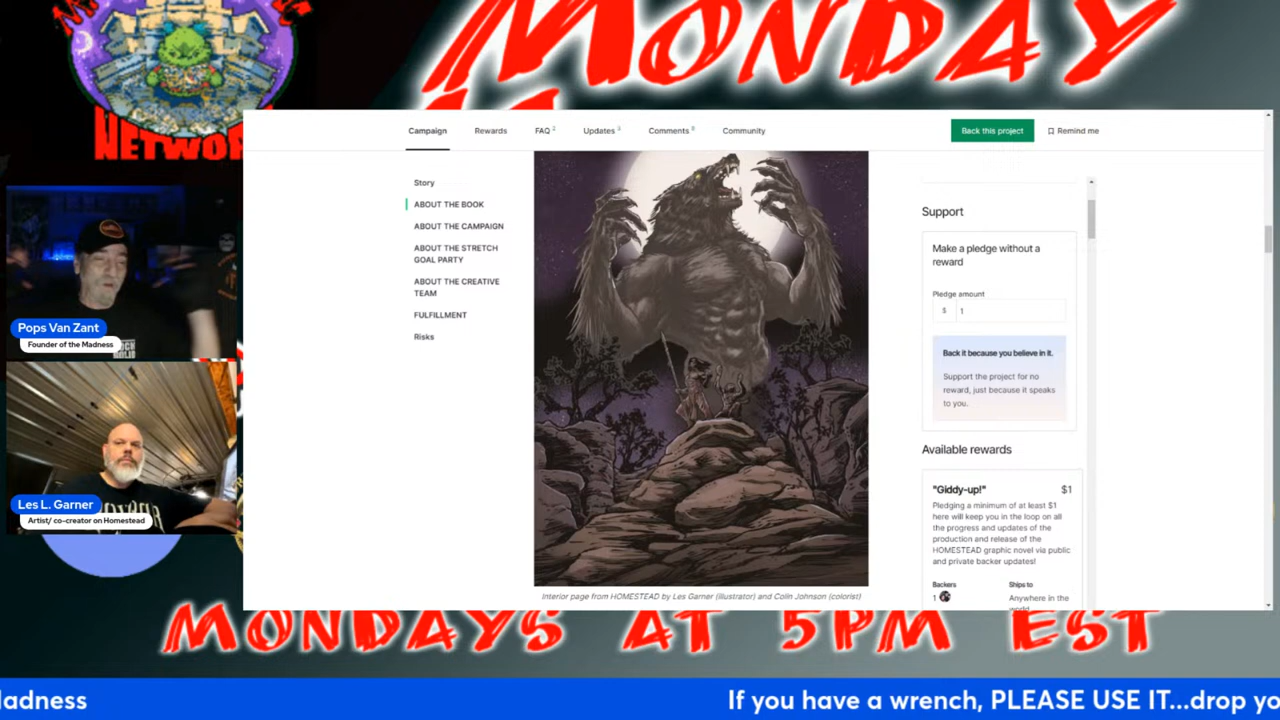 MONDAY
NETWOR
Campaign
Rewards
FAQ 2
Updates 3
Comments 8
Community
Back this project
Remind me
Story
ABOUT THE BOOK
ABOUT THE CAMPAIGN
ABOUT THE STRETCH
GOAL PARTY
ABOUT THE CREATIVE
TEAM
FULFILLMENT
Risks
Interior page from HOMESTEAD by Les Garner (illustrator) and Colin Johnson (colorist)
Support
Make a pledge without a
reward
Pledge amount
$ 1
Back it because you believe in it.
Support the project for no
reward, just because it speaks
to you.
Available rewards
"Giddy-up!" $1
Pledging a minimum of at least $1
here will keep you in the loop on all
the progress and updates of the
production and release of the
HOMESTEAD graphic novel via public
and private backer updates!
Backers
1
Ships to
Anywhere in the
world
Pops Van Zant
Founder of the Madness
Les L. Garner
Artist/ co-creator on Homestead
MONDAYS AT 5PM EST
Madness
If you have a wrench, PLEASE USE IT...drop yo